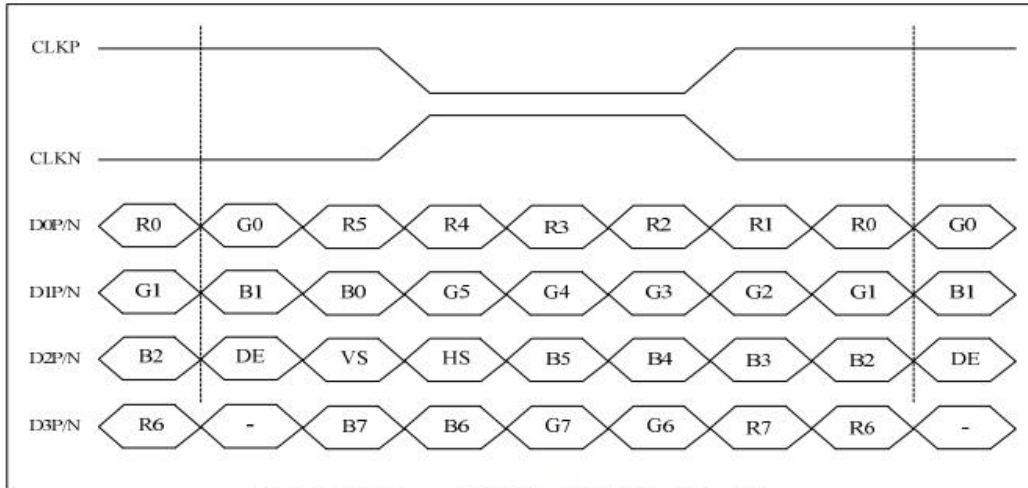 CLKP
CLKN
D0P/N R0 G0 R5 R4 R3 R2 R1 R0 G0
D1P/N G1 B1 B0 G5 G4 G3 G2 G1 B1
D2P/N B2 DE VS HS B5 B4 B3 B2 DE
D3P/N R6 - B7 B6 G7 G6 R7 R6 -